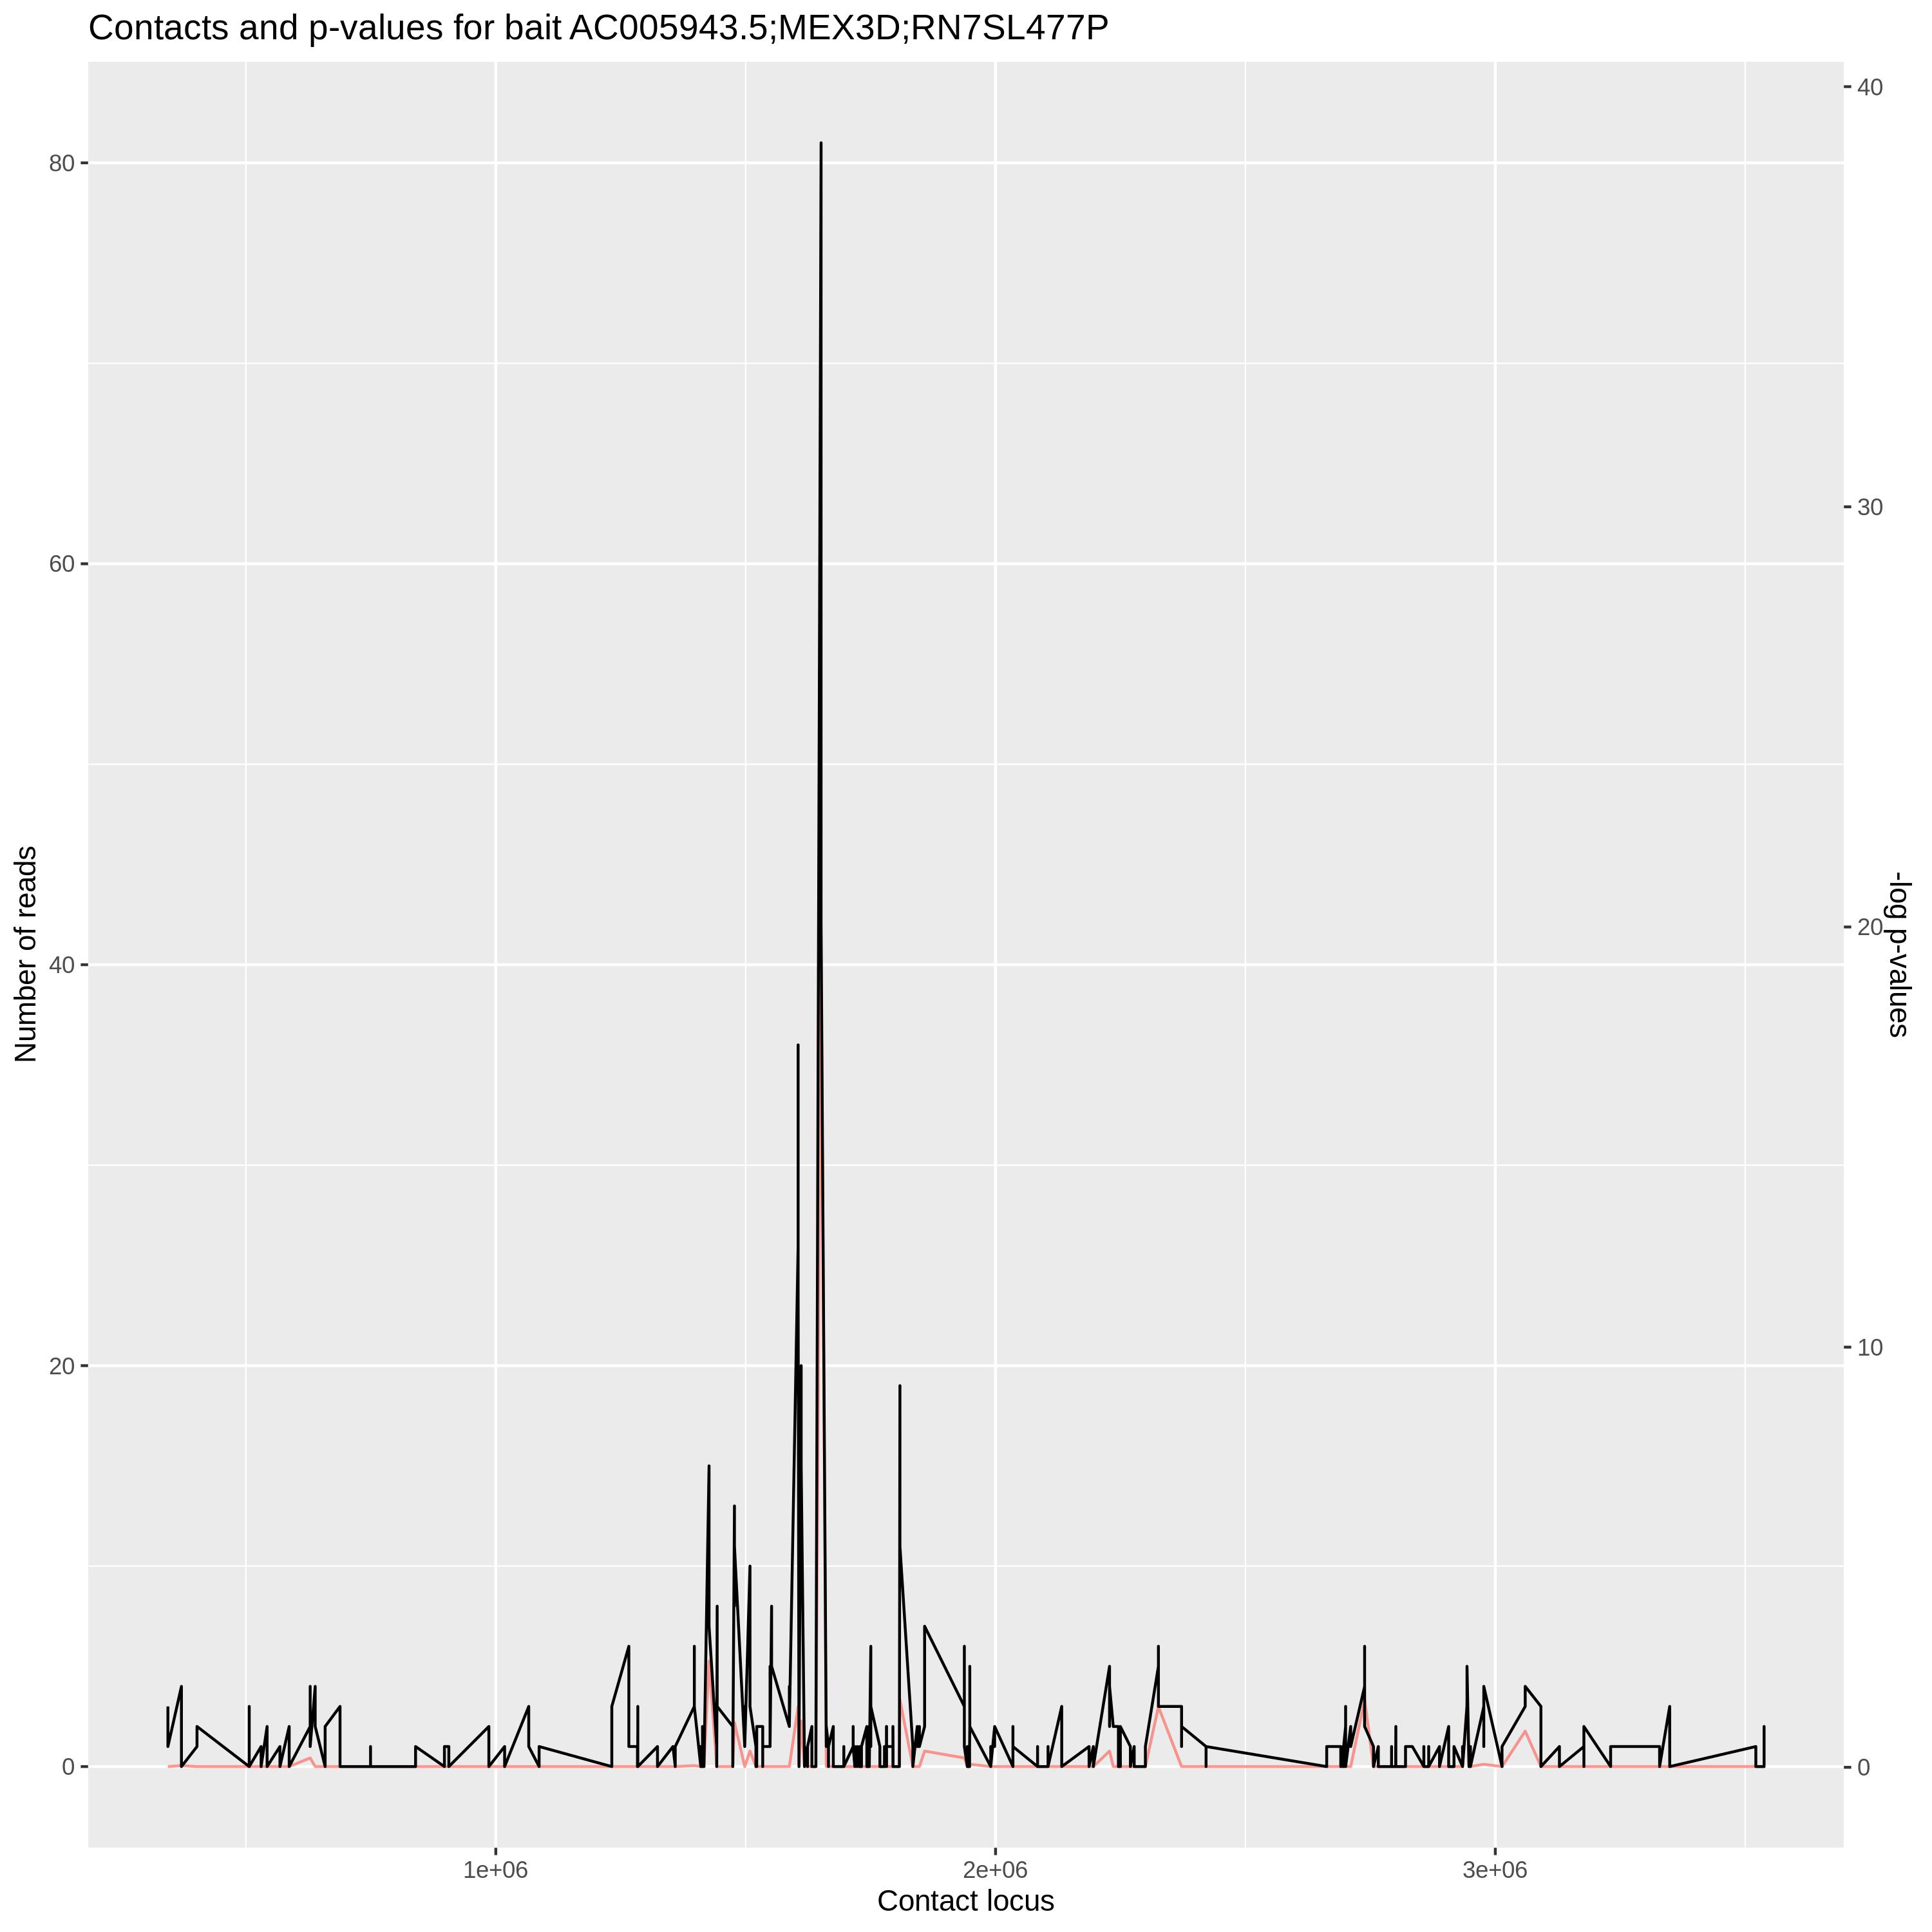 Contacts and p-values for bait AC005943.5;MEX3D;RN7SL477P
Number of reads
80
60
40
20
0
40
30
20
10
0
-log p-values
1e+06
2e+06
3e+06
Contact locus